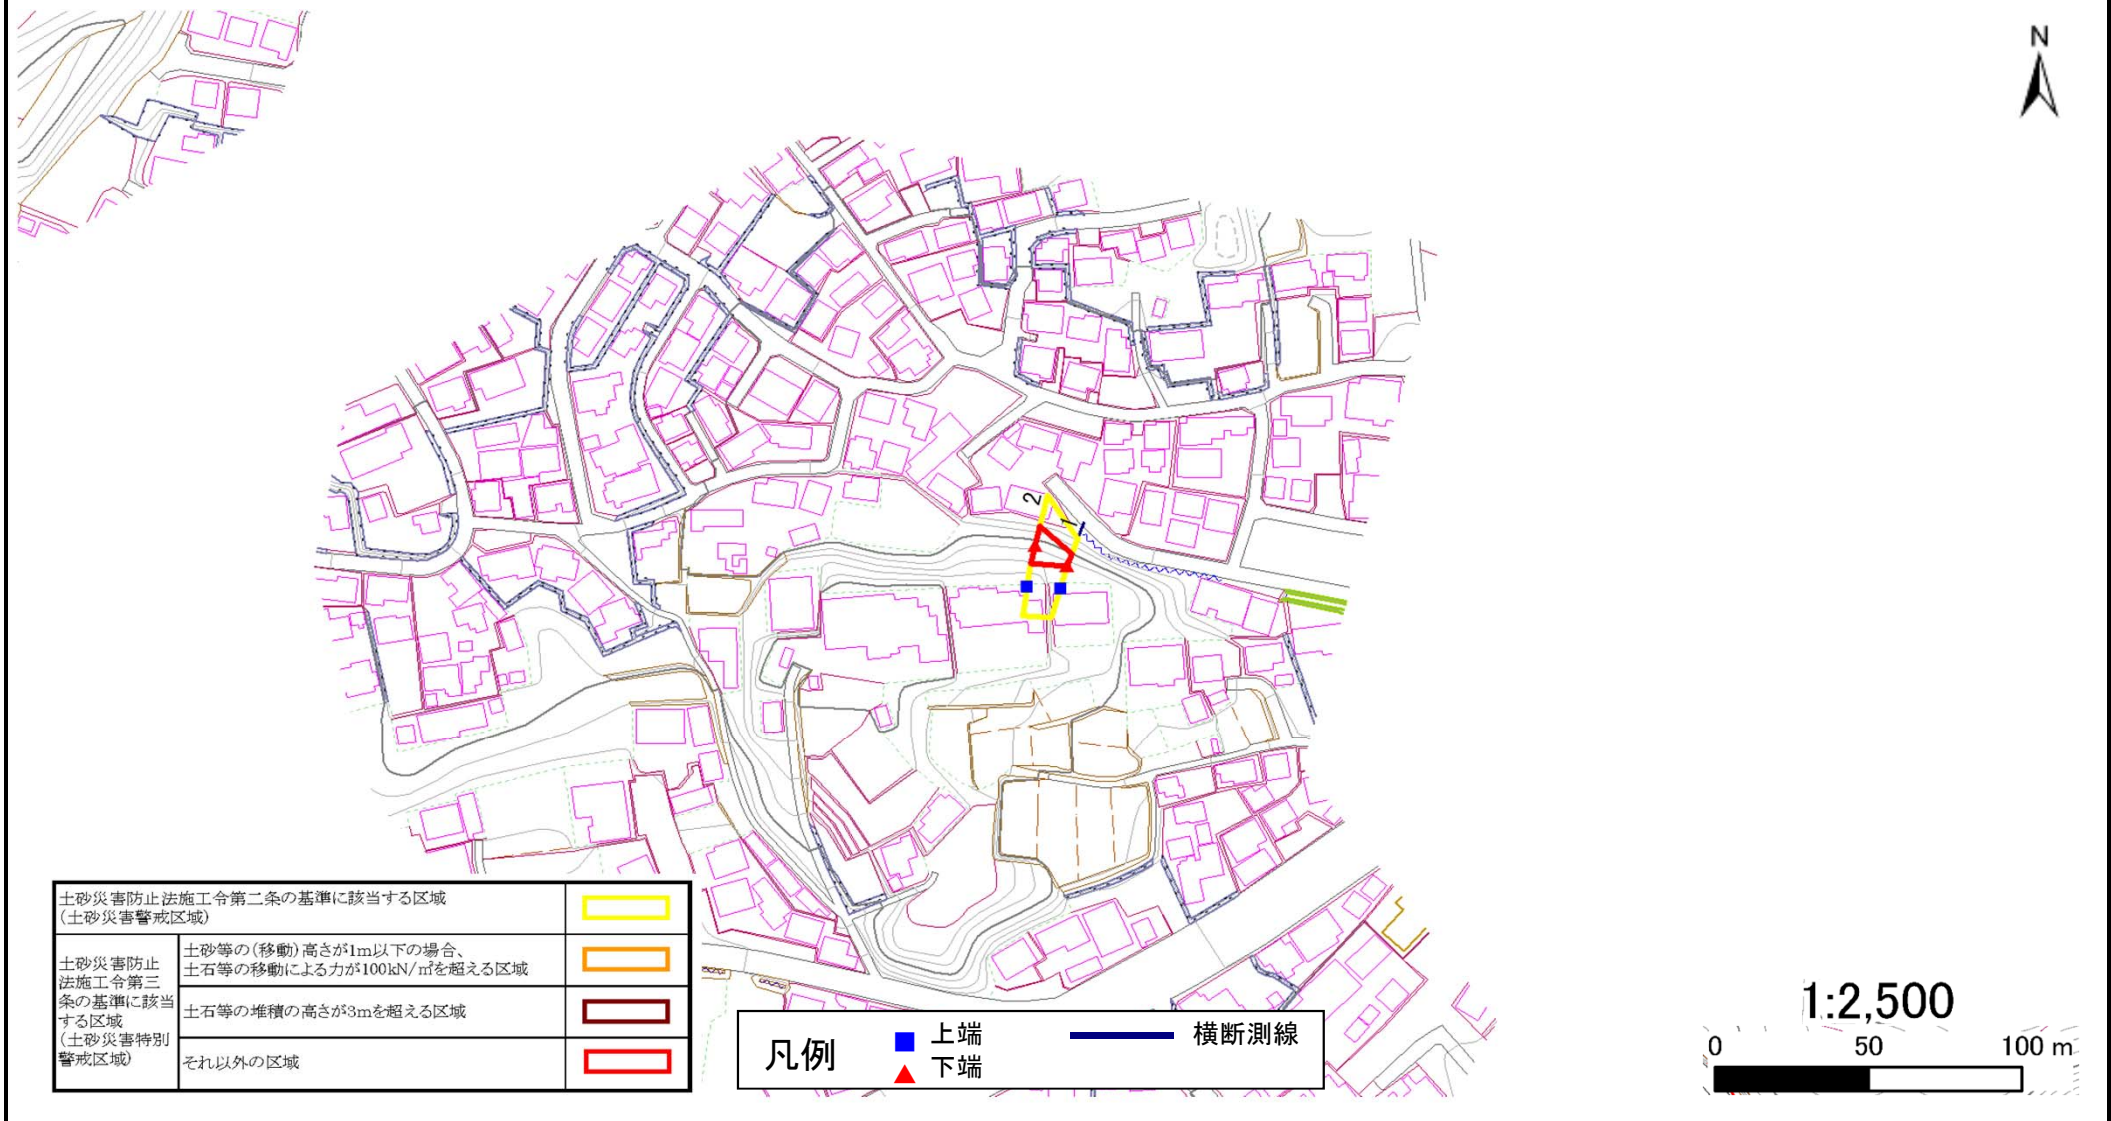 N
2
1
土砂災害防止法施工令第二条の基準に該当する区域
(土砂災害警戒区域)
土砂災害防止
法施工令第三
条の基準に該当
する区域
(土砂災害特別
警戒区域)
土砂等の(移動)高さが1m以下の場合、
土石等の移動による力が100kN/㎡を超える区域
土石等の堆積の高さが3mを超える区域
それ以外の区域
凡例
上端
下端
横断測線
1:2,500
0 50 100 m